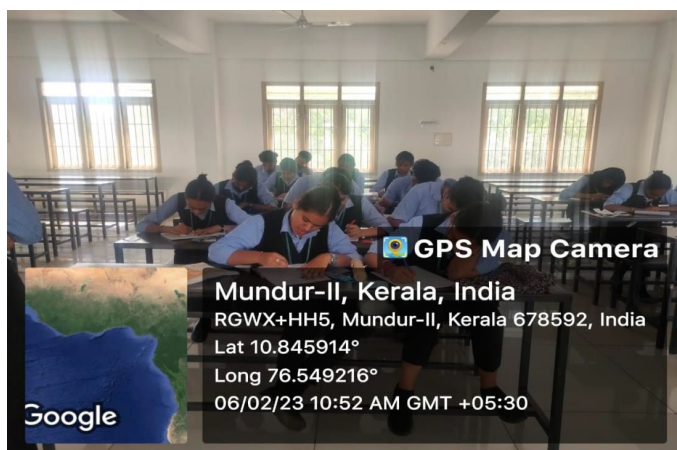 GPS Map Camera
Mundur-II, Kerala, India
RGWX+HH5, Mundur-II, Kerala 678592, India
Lat 10.845914°
Long 76.549216°
06/02/23 10:52 AM GMT +05:30
Google